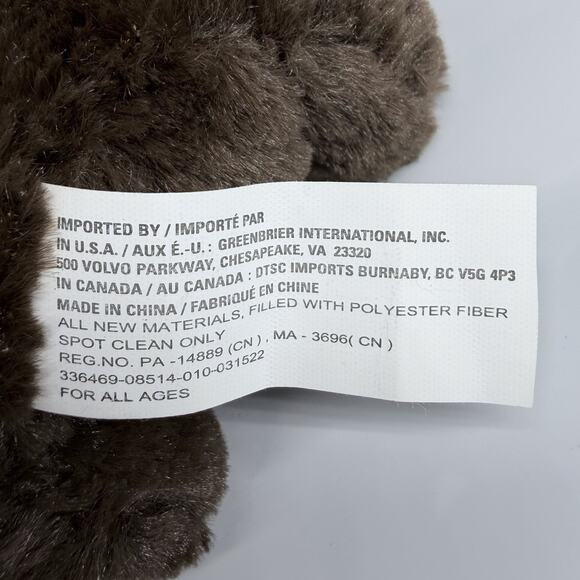 IMPORTED BY / IMPORTÉ PAR
IN U.S.A. / AUX É.-U.: GREENBRIER INTERNATIONAL, INC.
500 VOLVO PARKWAY, CHESAPEAKE, VA 23320
IN CANADA / AU CANADA : DTSC IMPORTS BURNABY, BC V5G 4P3
MADE IN CHINA / FABRIQUÉ EN CHINE
ALL NEW MATERIALS, FILLED WITH POLYESTER FIBER
SPOT CLEAN ONLY
REG.NO. PA -14889 (CN) , MA - 3696( CN )
336469-08514-010-031522
FOR ALL AGES